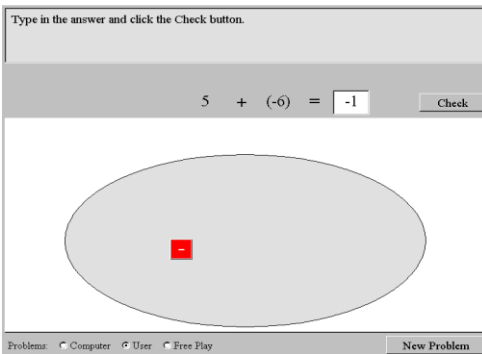 Type in the answer and click the Check button.
5 + (-6) = -1 Check
-
Problems: Computer User Free Play New Problem